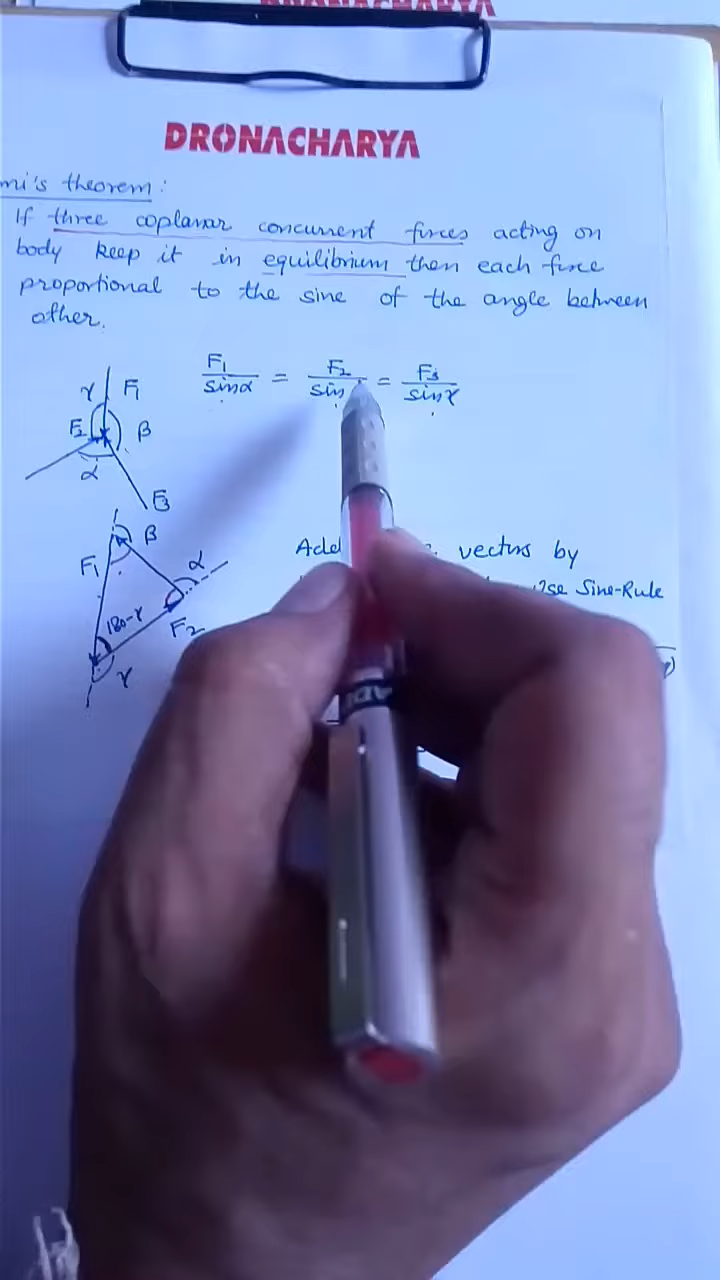 DRONACHARYA
DRONACHARYA
mi's theorem :
If three coplanar concurrent forces acting on
body keep it in equilibrium then each force
proportional to the sine of the angle between
other.
F₁/sinα = F₂/sin = F₃/sinγ
γ F₁
F₂ β
α
F₃
β
F₁ α
Add vectors by
Use Sine-Rule
180-γ F₂
γ